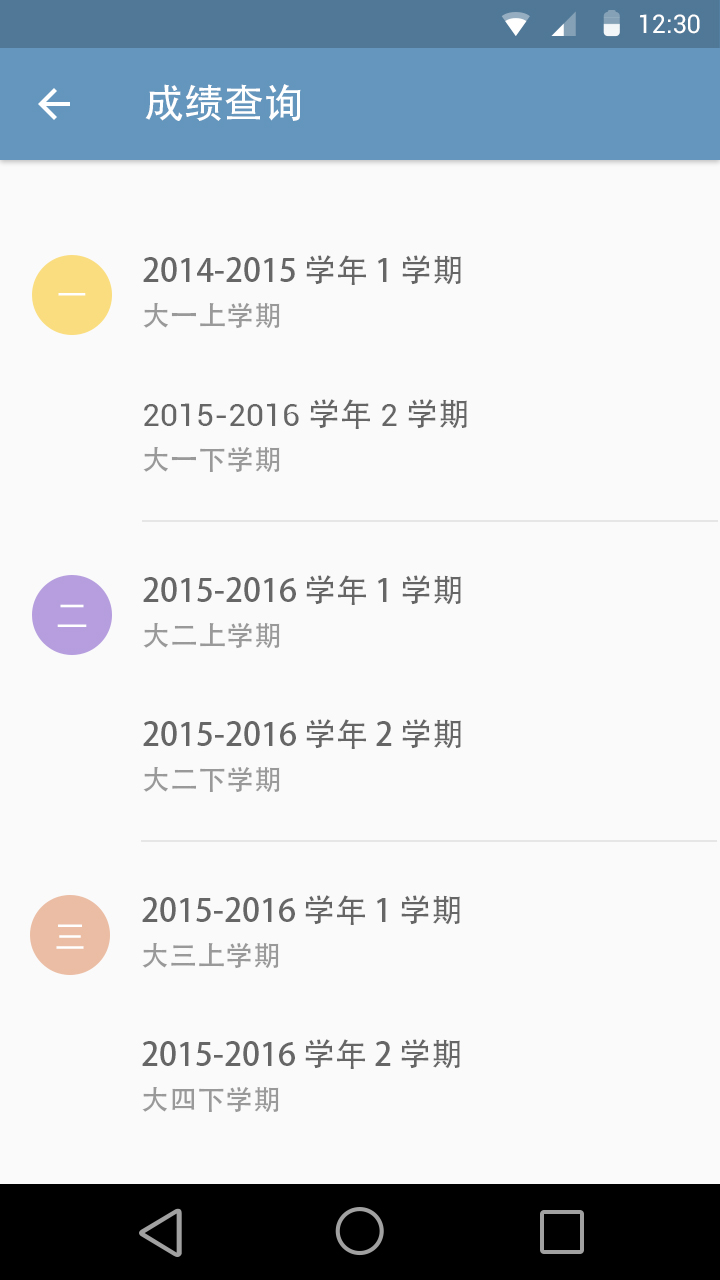 12:30
成绩查询
2014-2015 学年 1 学期
一
大一上学期
2015-2016 学年 2 学期
大一下学期
2015-2016 学年 1 学期
二
大二上学期
2015-2016 学年 2 学期
大二下学期
2015-2016 学年 1 学期
三
大三上学期
2015-2016 学年 2 学期
大四下学期